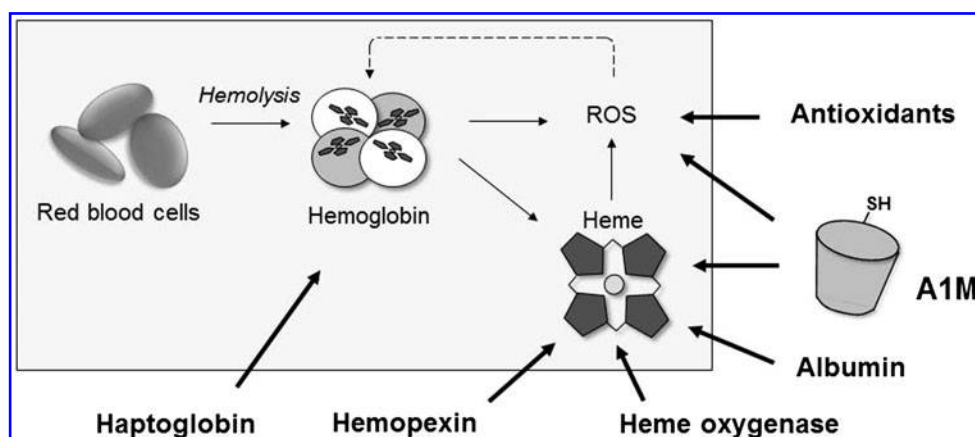 Hemolysis
ROS
Antioxidants
Red blood cells
Hemoglobin
Heme
SH
A1M
Albumin
Haptoglobin
Hemopexin
Heme oxygenase